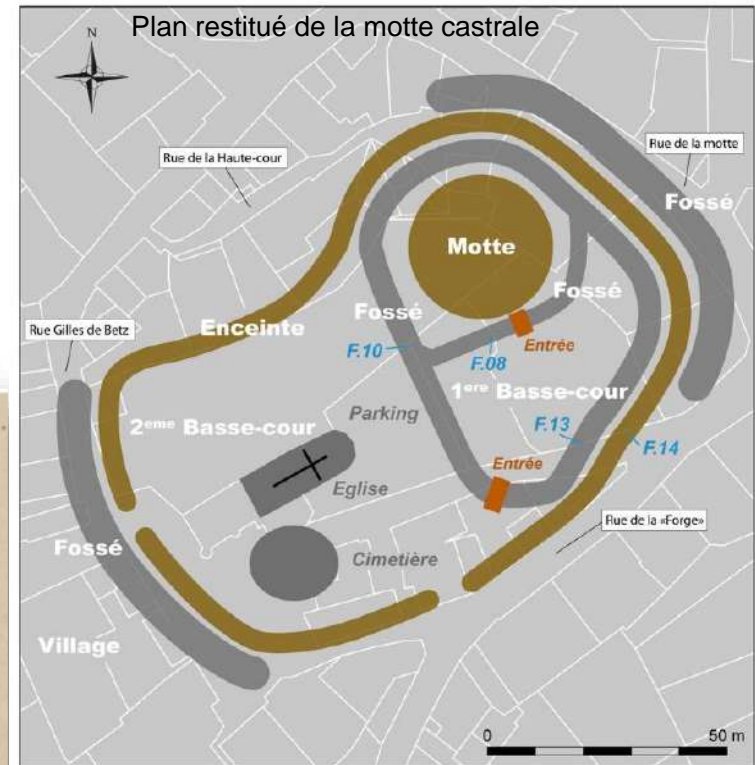 Plan restitué de la motte castrale
N
Rue de la Haute-cour
Rue de la motte
Fossé
Motte
Fossé
Fossé
Enceinte
Rue Gilles de Betz
F.10
F.08
Entrée
1ere Basse-cour
2eme Basse-cour
Parking
F.13
F.14
Entrée
Eglise
Rue de la «Forge»
Fossé
Cimetière
Village
0 50 m